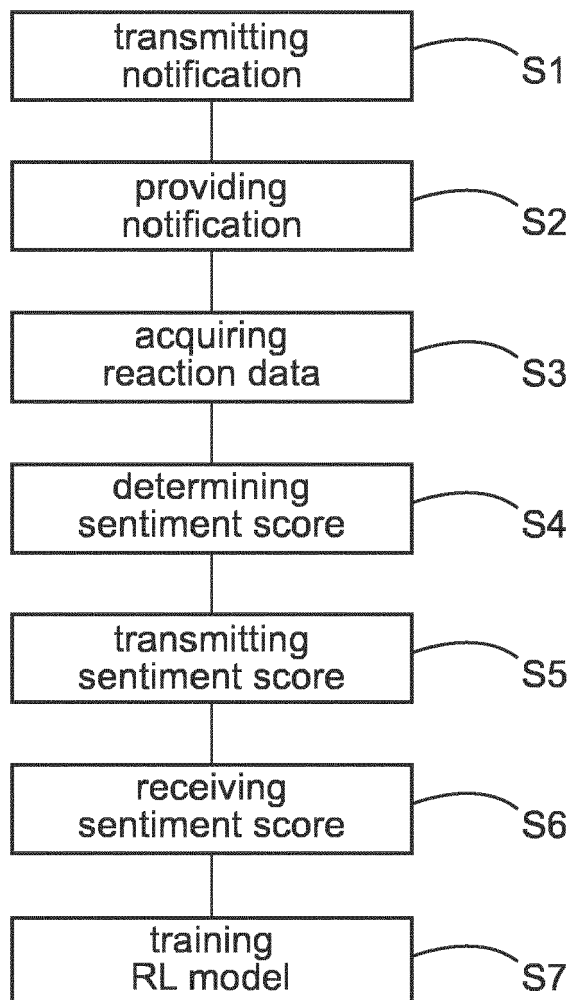 transmitting
notification
S1
providing
notification
S2
acquiring
reaction data
S3
determining
sentiment score
S4
transmitting
sentiment score
S5
receiving
sentiment score
S6
training
RL model
S7